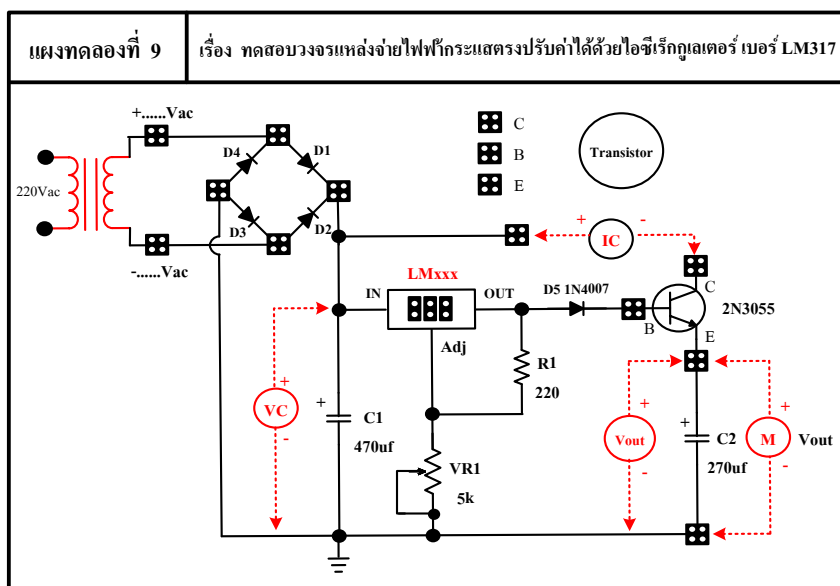 แผงทดลองที่ 9
เรื่อง ทดสอบวงจรแหล่งจ่ายไฟฟ้ากระแสตรงปรับค่าได้ด้วยไอซีเร็กกูเลเตอร์ เบอร์ LM317
+......Vac
220Vac
-......Vac
D4
D1
D3
D2
C
B
E
Transistor
+
IC
-
LMxxx
IN
OUT
Adj
D5 1N4007
B
C
E
2N3055
R1
220
+
VC
-
+
C1
470uf
VR1
5k
+
Vout
-
+
C2
270uf
+
M
-
Vout